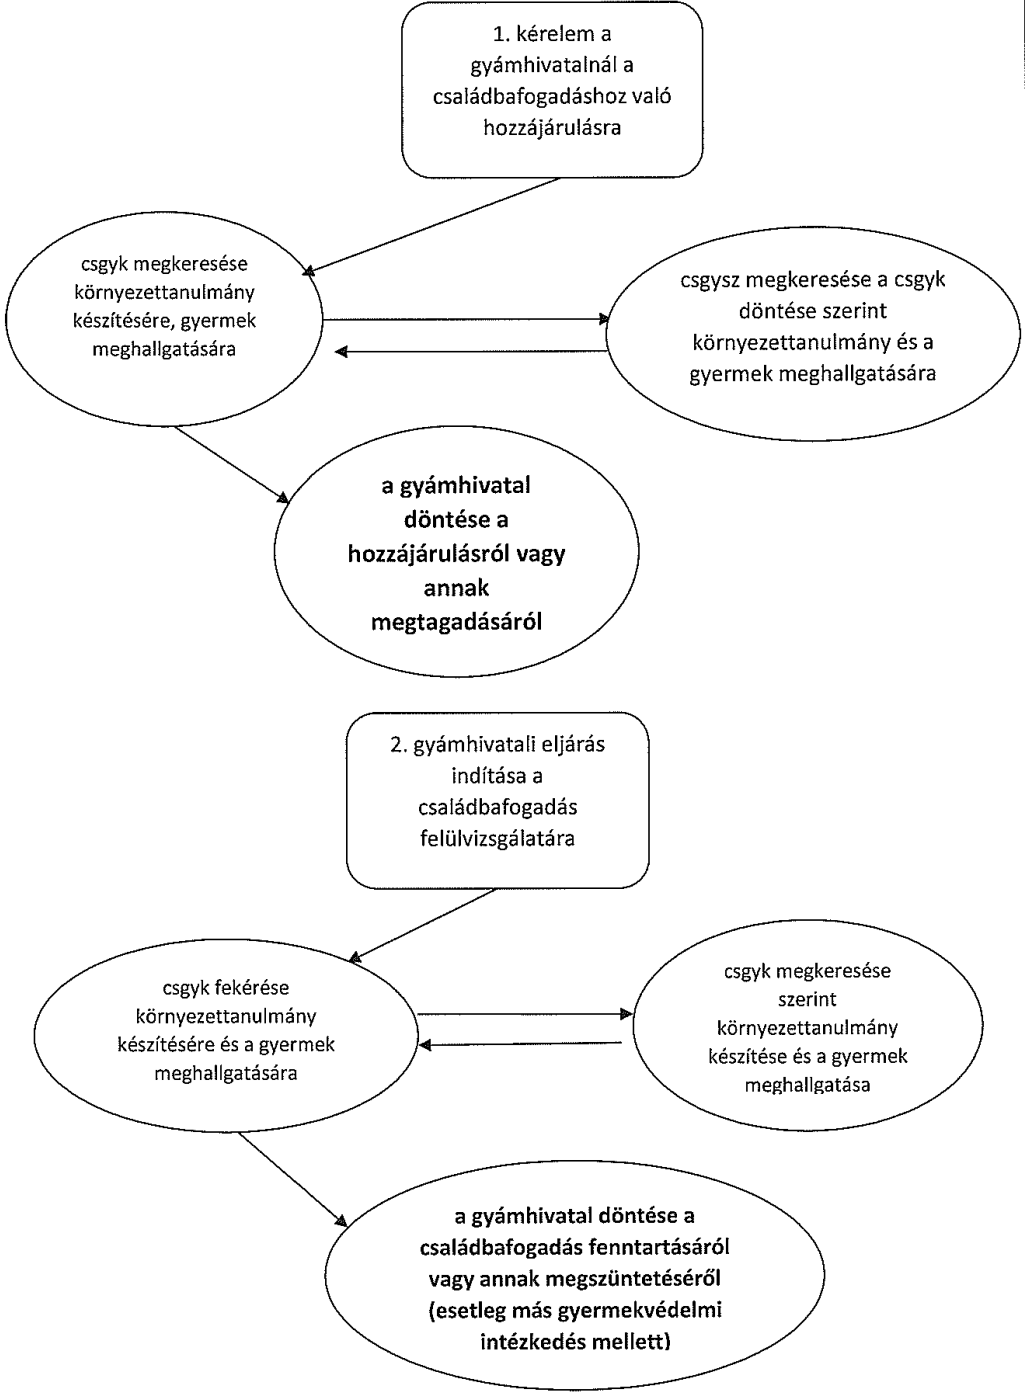 1. kérelem a
gyámhivatalnál a
családbafogadáshoz való
hozzájárulásra
csgyk megkeresése
környezettanulmány
készítésére, gyermek
meghallgatására
csgysz megkeresése a csgyk
döntése szerint
környezettanulmány és a
gyermek meghallgatására
a gyámhivatal
döntése a
hozzájárulásról vagy
annak
megtagadásáról
2. gyámhivatali eljárás
indítása a
családbafogadás
felülvizsgálatára
csgyk fekérése
környezettanulmány
készítésére és a gyermek
meghallgatására
csgyk megkeresése
szerint
környezettanulmány
készítése és a gyermek
meghallgatása
a gyámhivatal döntése a
családbafogadás fenntartásáról
vagy annak megszüntetéséről
(esetleg más gyermekvédelmi
intézkedés mellett)